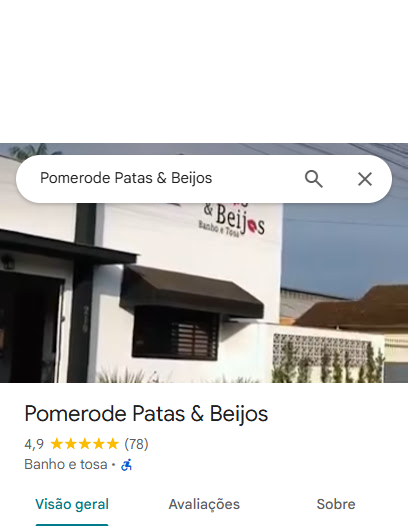 Pomerode Patas & Beijos
& Beijos
Banho e Tosa
Pomerode Patas & Beijos
4,9 (78)
Banho e tosa ·
Visão geral
Avaliações
Sobre